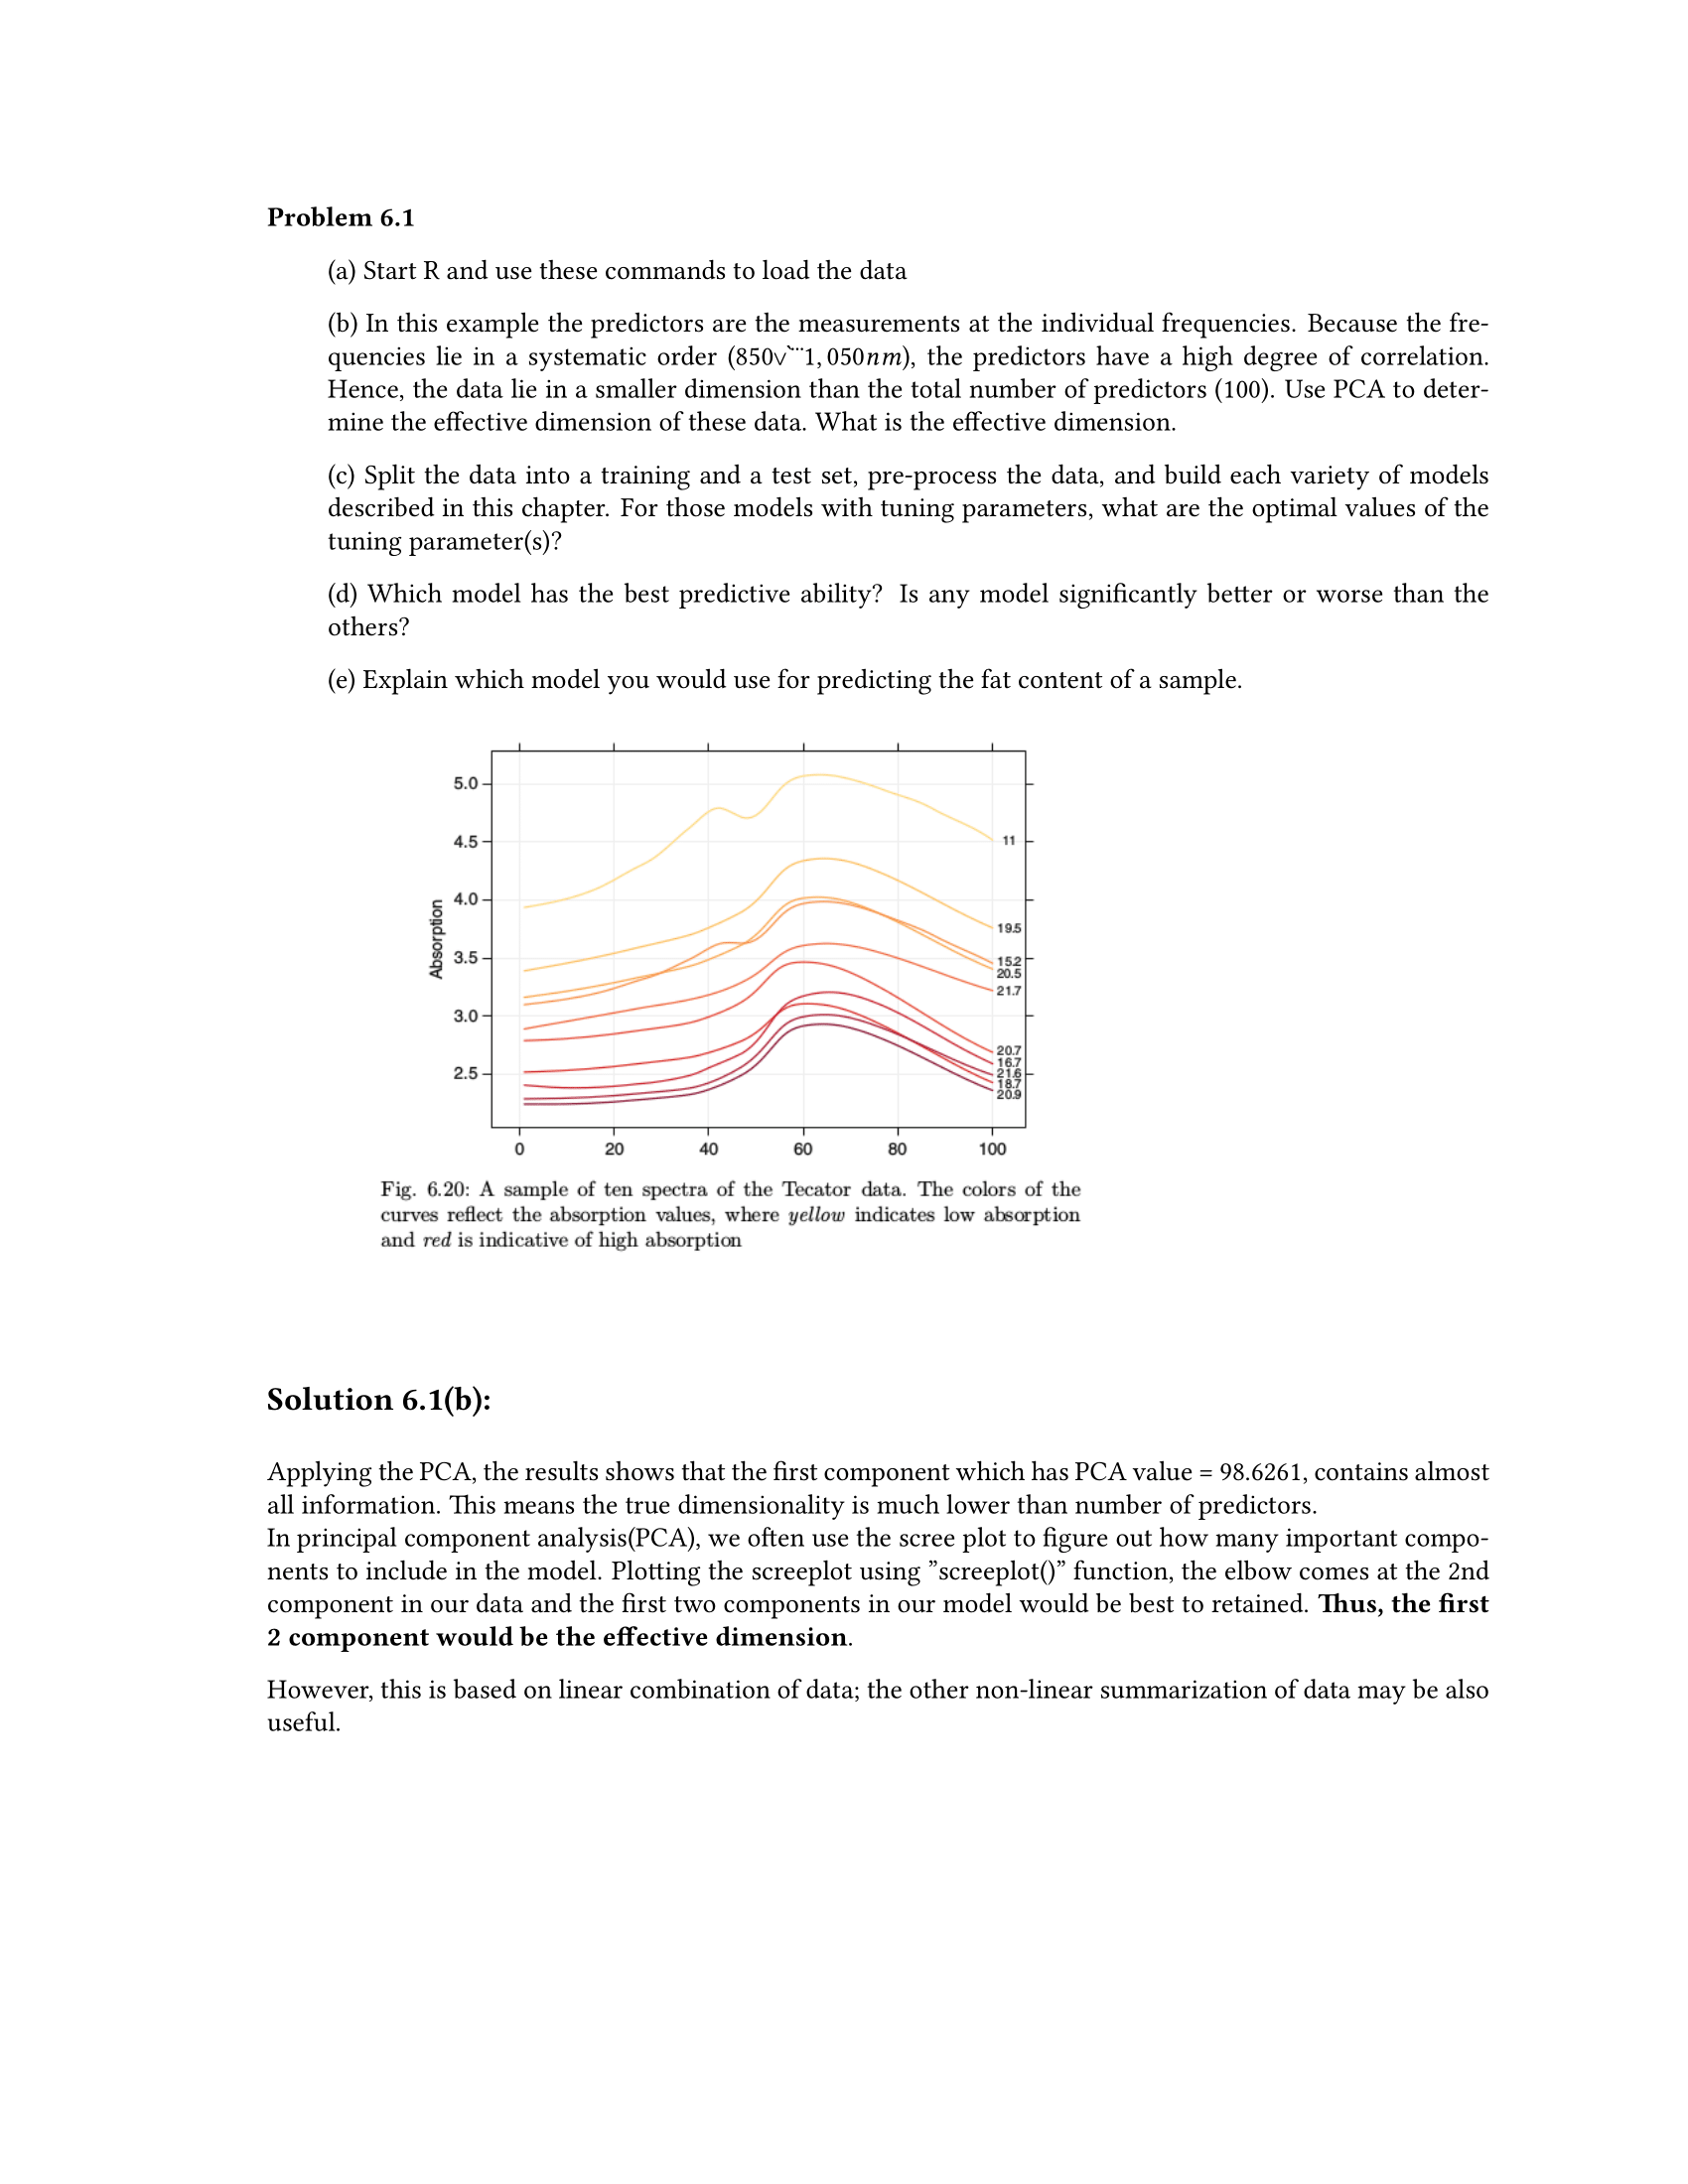 Problem 6.1
(a) Start R and use these commands to load the data
(b) In this example the predictors are the measurements at the individual frequencies. Because the fre-
quencies lie in a systematic order (850√˘¨1, 050nm), the predictors have a high degree of correlation.
Hence, the data lie in a smaller dimension than the total number of predictors (100). Use PCA to deter-
mine the effective dimension of these data. What is the effective dimension.
(c) Split the data into a training and a test set, pre-process the data, and build each variety of models
described in this chapter. For those models with tuning parameters, what are the optimal values of the
tuning parameter(s)?
(d) Which model has the best predictive ability? Is any model significantly better or worse than the
others?
(e) Explain which model you would use for predicting the fat content of a sample.
5.0
4.5
11
4.0
19.5
Absorption
3.5
15.2
20.5
21.7
3.0
20.7
16.7
2.5
21.6
18.7
20.9
0 20 40 60 80 100
Fig. 6.20: A sample of ten spectra of the Tecator data. The colors of the
curves reflect the absorption values, where yellow indicates low absorption
and red is indicative of high absorption
Solution 6.1(b):
Applying the PCA, the results shows that the first component which has PCA value = 98.6261, contains almost
all information. This means the true dimensionality is much lower than number of predictors.
In principal component analysis(PCA), we often use the scree plot to figure out how many important compo-
nents to include in the model. Plotting the screeplot using ”screeplot()” function, the elbow comes at the 2nd
component in our data and the first two components in our model would be best to retained. Thus, the first
2 component would be the effective dimension.
However, this is based on linear combination of data; the other non-linear summarization of data may be also
useful.